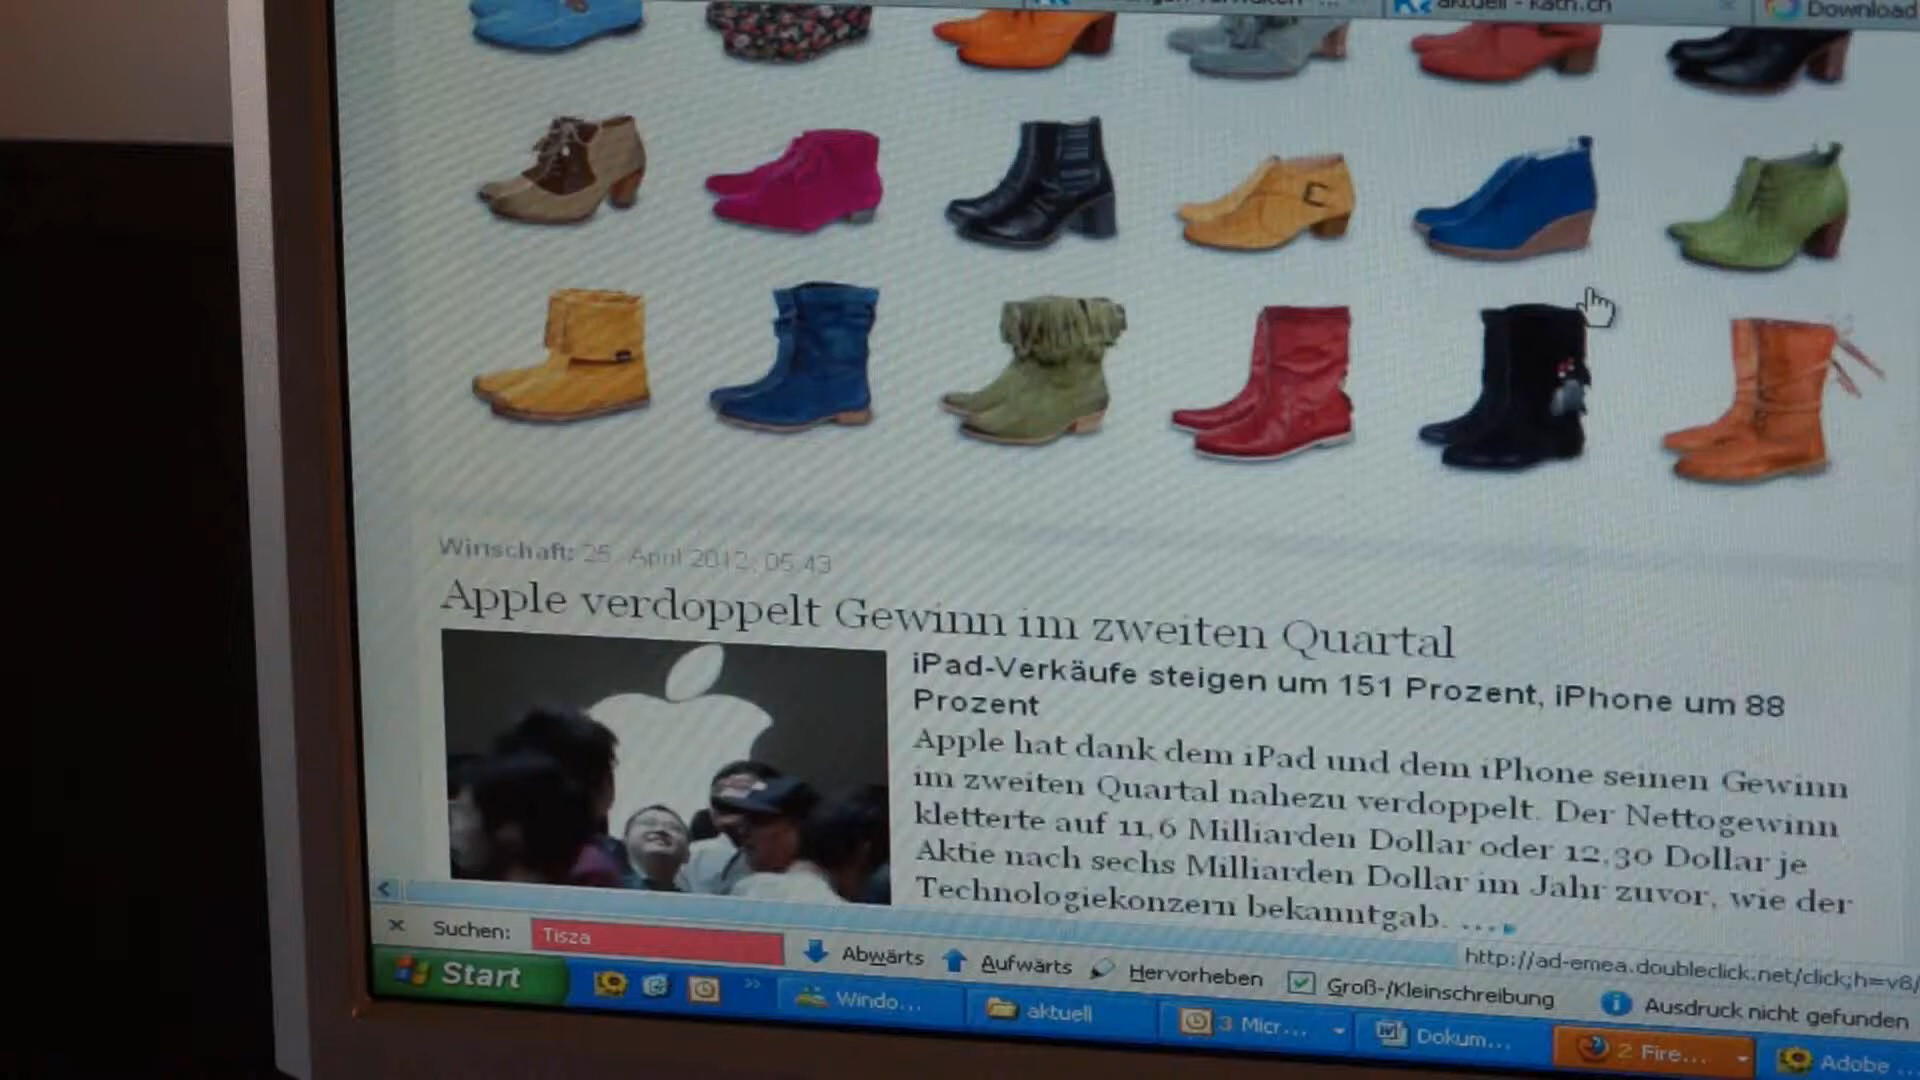 aktuell - kath.ch
Download
Wirtschaft: 25. April 2012; 05:43
Apple verdoppelt Gewinn im zweiten Quartal
iPad-Verkäufe steigen um 151 Prozent, iPhone um 88
Prozent
Apple hat dank dem iPad und dem iPhone seinen Gewinn
im zweiten Quartal nahezu verdoppelt. Der Nettogewinn
kletterte auf 11,6 Milliarden Dollar oder 12,30 Dollar je
Aktie nach sechs Milliarden Dollar im Jahr zuvor, wie der
Technologiekonzern bekanntgab. ...
http://ad-emea.doubleclick.net/click;h=v8/
Suchen: Tisza Abwärts Aufwärts Hervorheben Groß-/Kleinschreibung Ausdruck nicht gefunden
Start » Windo... aktuell 3 Micr... Dokum... 2 Fire... Adobe ...